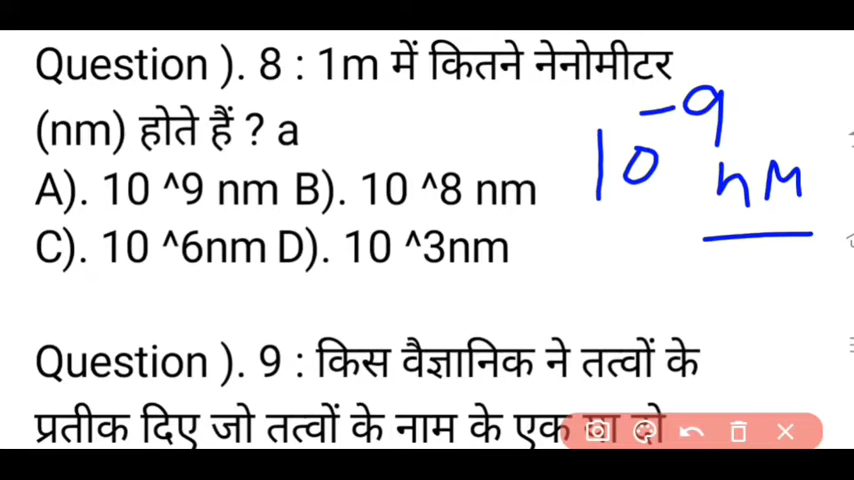 Question ). 8 : 1m में कितने नेनोमीटर
(nm) होते हैं ? a
10^-9 nM
A). 10 ^9 nm B). 10 ^8 nm
C). 10 ^6nm D). 10 ^3nm
Question ). 9 : किस वैज्ञानिक ने तत्वों के
प्रतीक दिए जो तत्वों के नाम के एक या दो